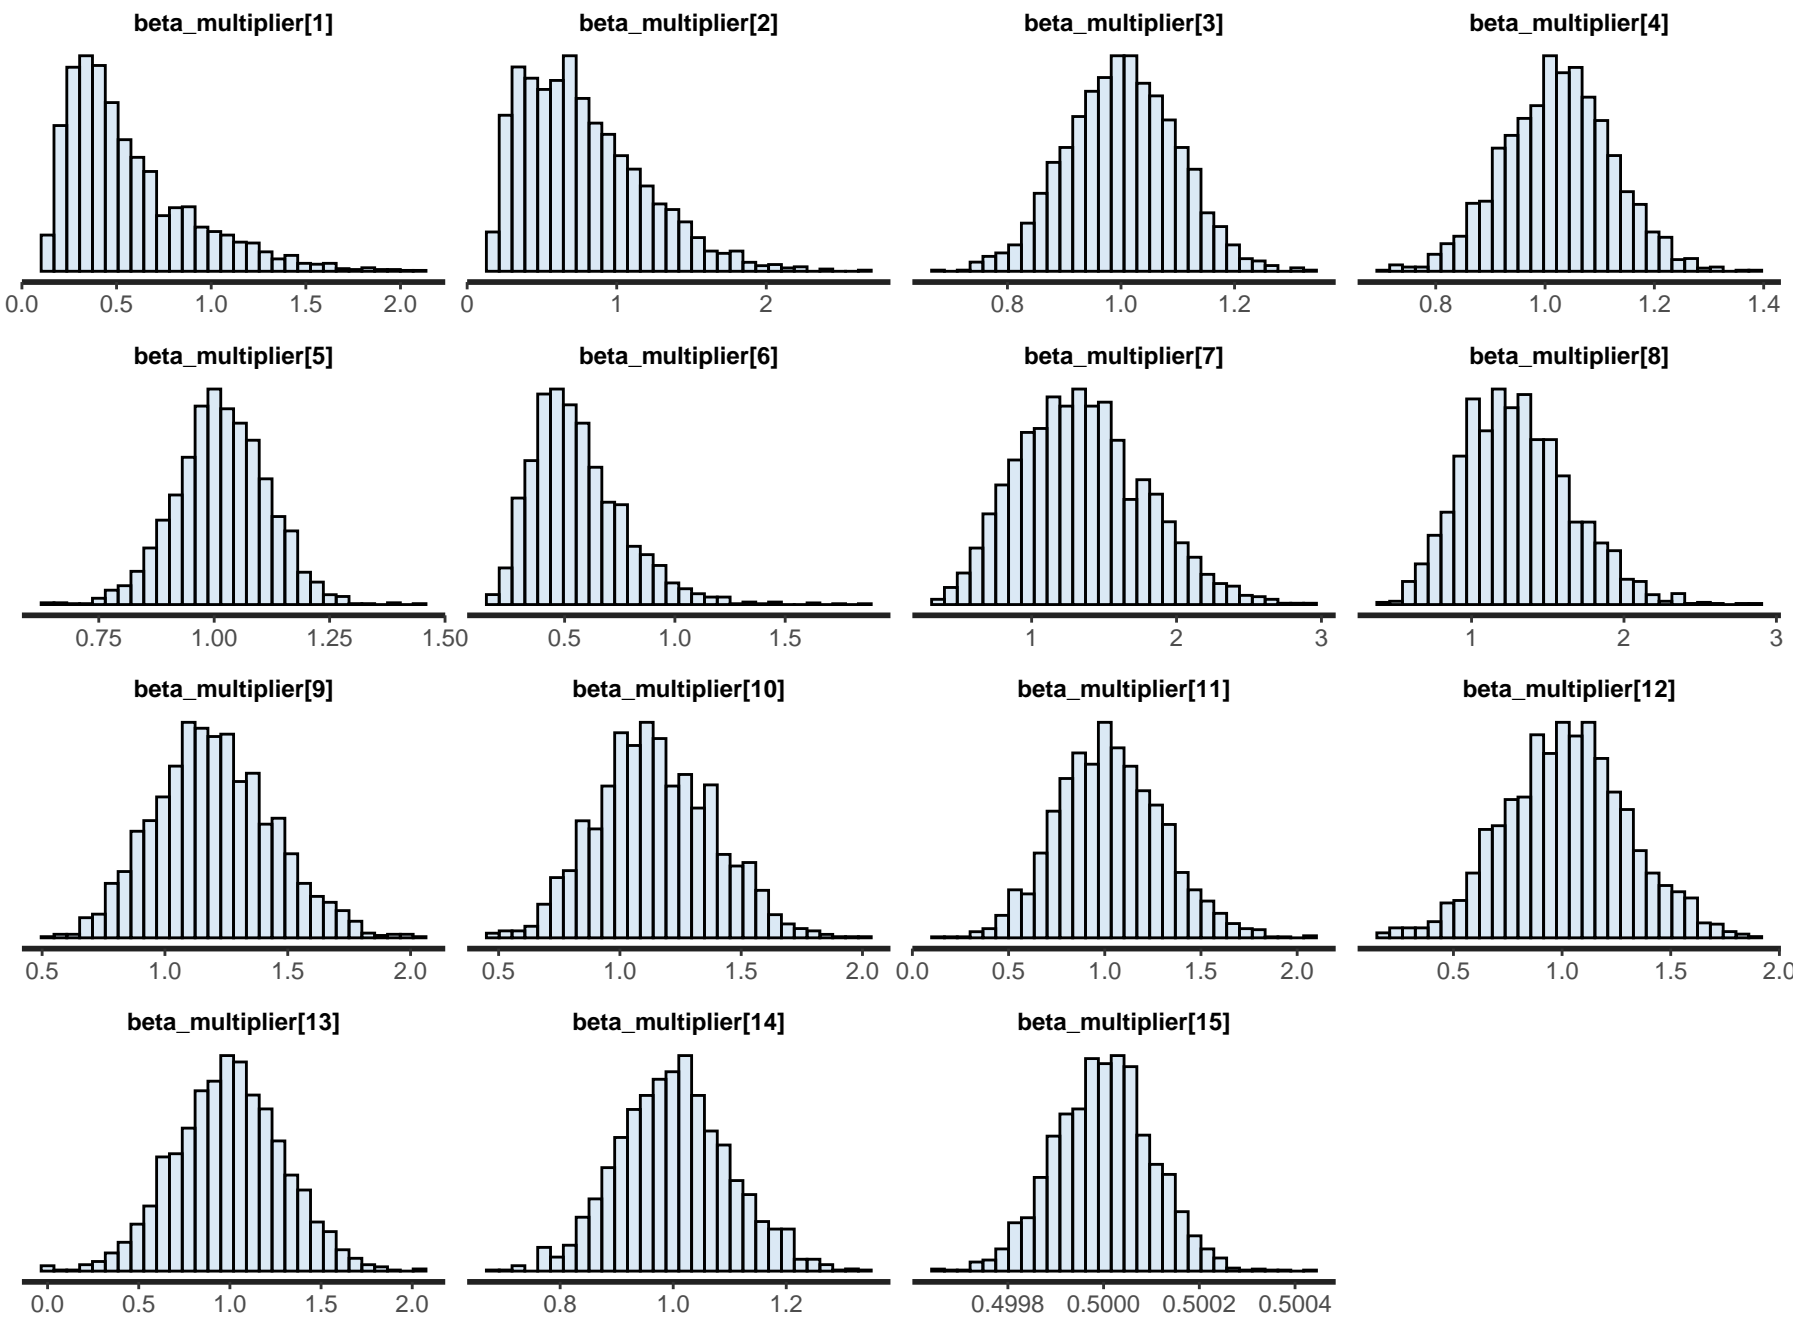 beta_multiplier[1] beta_multiplier[2] beta_multiplier[3] beta_multiplier[4]
0.0 0.5 1.0 1.5 2.0 0 1 2 0.8 1.0 1.2 0.8 1.0 1.2 1.4
beta_multiplier[5] beta_multiplier[6] beta_multiplier[7] beta_multiplier[8]
0.75 1.00 1.25 1.50 0.5 1.0 1.5 1 2 3 1 2 3
beta_multiplier[9] beta_multiplier[10] beta_multiplier[11] beta_multiplier[12]
0.5 1.0 1.5 2.0 0.5 1.0 1.5 2.0 0.0 0.5 1.0 1.5 2.0 0.5 1.0 1.5 2.0
beta_multiplier[13] beta_multiplier[14] beta_multiplier[15]
0.0 0.5 1.0 1.5 2.0 0.8 1.0 1.2 0.4998 0.5000 0.5002 0.5004